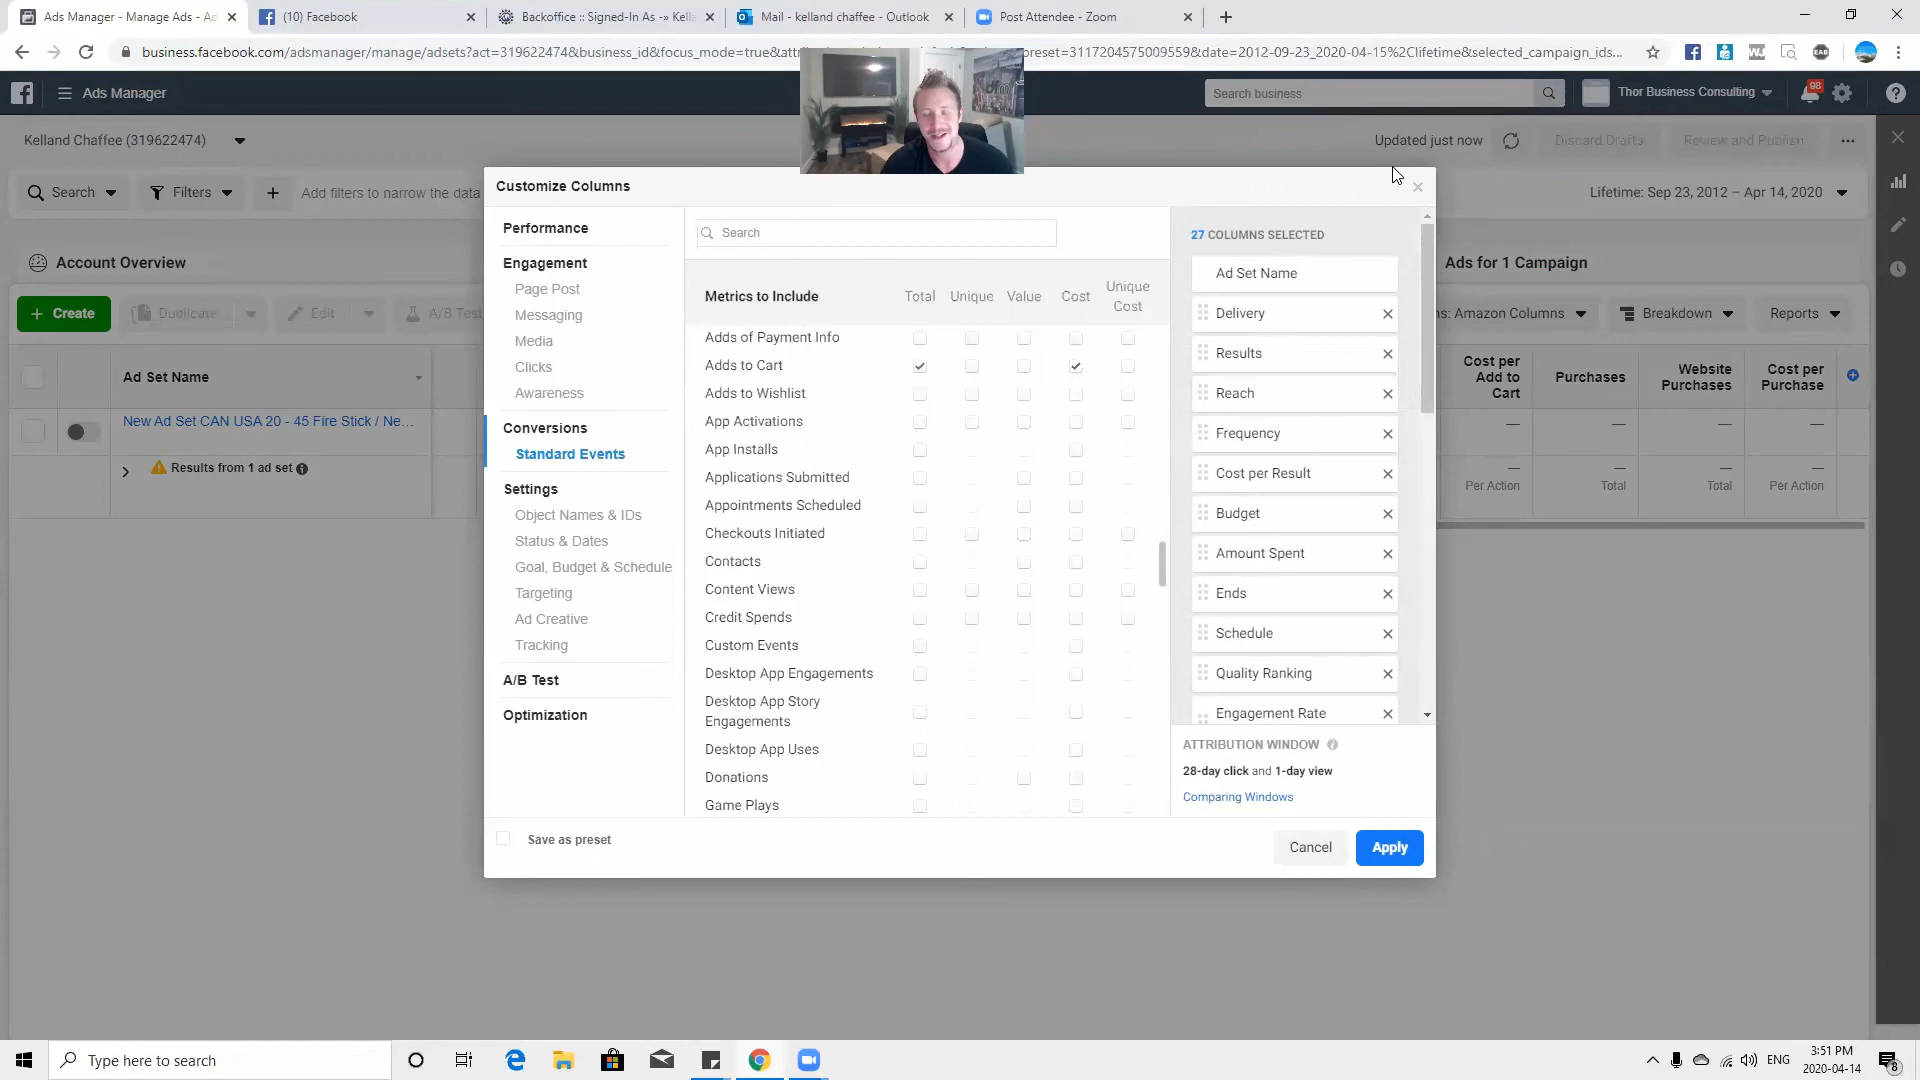 Ads Manager - Manage Ads - Ad
(10) Facebook
Backoffice :: Signed-In As -» Kella
Mail - kelland chaffee - Outlook
Post Attendee - Zoom
business.facebook.com/adsmanager/manage/adsets?act=319622474&business_id&focus_mode=true&attri
preset=3117204575009559&date=2012-09-23_2020-04-15%2Clifetime&selected_campaign_ids...
Ads Manager
Search business
Thor Business Consulting
98
Kelland Chaffee (319622474)
Updated just now
Discard Drafts
Review and Publish
Search
Filters
Add filters to narrow the data
Lifetime: Sep 23, 2012 – Apr 14, 2020
Account Overview
Ads for 1 Campaign
+ Create
Duplicate
Edit
A/B Test
ns: Amazon Columns
Breakdown
Reports
Ad Set Name
Cost per Add to Cart
Purchases
Website Purchases
Cost per Purchase
New Ad Set CAN USA 20 - 45 Fire Stick / Ne...
— — — —
Results from 1 ad set
— — — —
Per Action
Total
Total
Per Action
Customize Columns
Performance
Engagement
Page Post
Messaging
Media
Clicks
Awareness
Conversions
Standard Events
Settings
Object Names & IDs
Status & Dates
Goal, Budget & Schedule
Targeting
Ad Creative
Tracking
A/B Test
Optimization
Search
Metrics to Include
Total
Unique
Value
Cost
Unique Cost
Adds of Payment Info
Adds to Cart
Adds to Wishlist
App Activations
App Installs
Applications Submitted
Appointments Scheduled
Checkouts Initiated
Contacts
Content Views
Credit Spends
Custom Events
Desktop App Engagements
Desktop App Story
Engagements
Desktop App Uses
Donations
Game Plays
27 COLUMNS SELECTED
Ad Set Name
Delivery
Results
Reach
Frequency
Cost per Result
Budget
Amount Spent
Ends
Schedule
Quality Ranking
Engagement Rate
ATTRIBUTION WINDOW
28-day click and 1-day view
Comparing Windows
Save as preset
Cancel
Apply
Type here to search
ENG
3:51 PM
2020-04-14
8